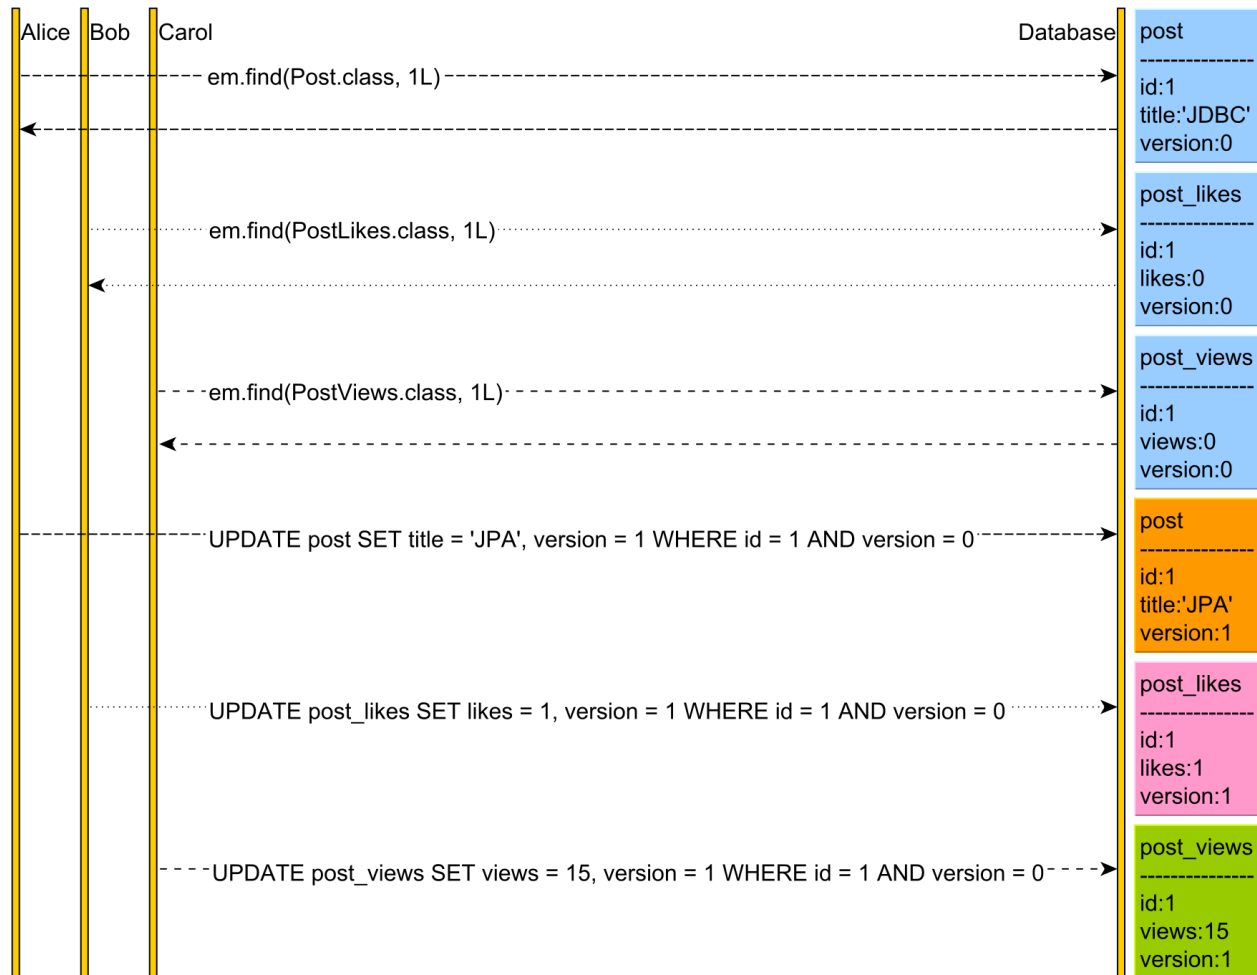 Alice Bob Carol Database
post
---------------
id:1
title:'JDBC'
version:0
em.find(Post.class, 1L)
post_likes
---------------
id:1
likes:0
version:0
em.find(PostLikes.class, 1L)
post_views
---------------
id:1
views:0
version:0
em.find(PostViews.class, 1L)
post
---------------
id:1
title:'JPA'
version:1
UPDATE post SET title = 'JPA', version = 1 WHERE id = 1 AND version = 0
post_likes
---------------
id:1
likes:1
version:1
UPDATE post_likes SET likes = 1, version = 1 WHERE id = 1 AND version = 0
post_views
---------------
id:1
views:15
version:1
UPDATE post_views SET views = 15, version = 1 WHERE id = 1 AND version = 0